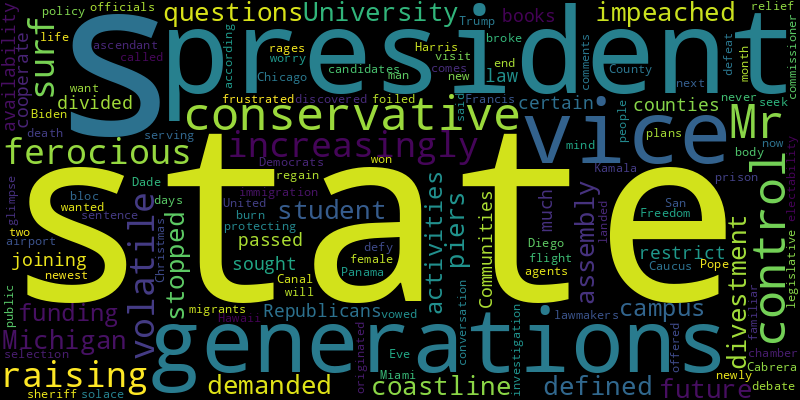 policy officials questions University books impeached relief
life Trump
availability cooperate surf S president commissioner
ascendant rages Harris broke
called worry visit end law County defeat month
Chicago candidates man new comments next
want according comes
divided frustrated discovered foiled Francis certain counties never seek
Biden said
death serving conservative vice people plans Mr now
ferocious increasingly mind body
Democrats won Kamala prison
glimpse bloc Dade regain state
wanted immigration
sentence days United burn student much San electability
two protecting Freedom
airport volatile stopped passed defy activities piers Communities landed assembly control
Christmas Diego restrict
joining sought female flight Caucus Pope
newest Canal Panama agents divestment legislative
public migrants will
funding Hawaii Republicans vowed lawmakers campus familiar
Michigan generations offered chamber
selection originated Eve conversation investigation
raising Miami newly Cabrera
demanded coastline defined future debate
sheriff solace